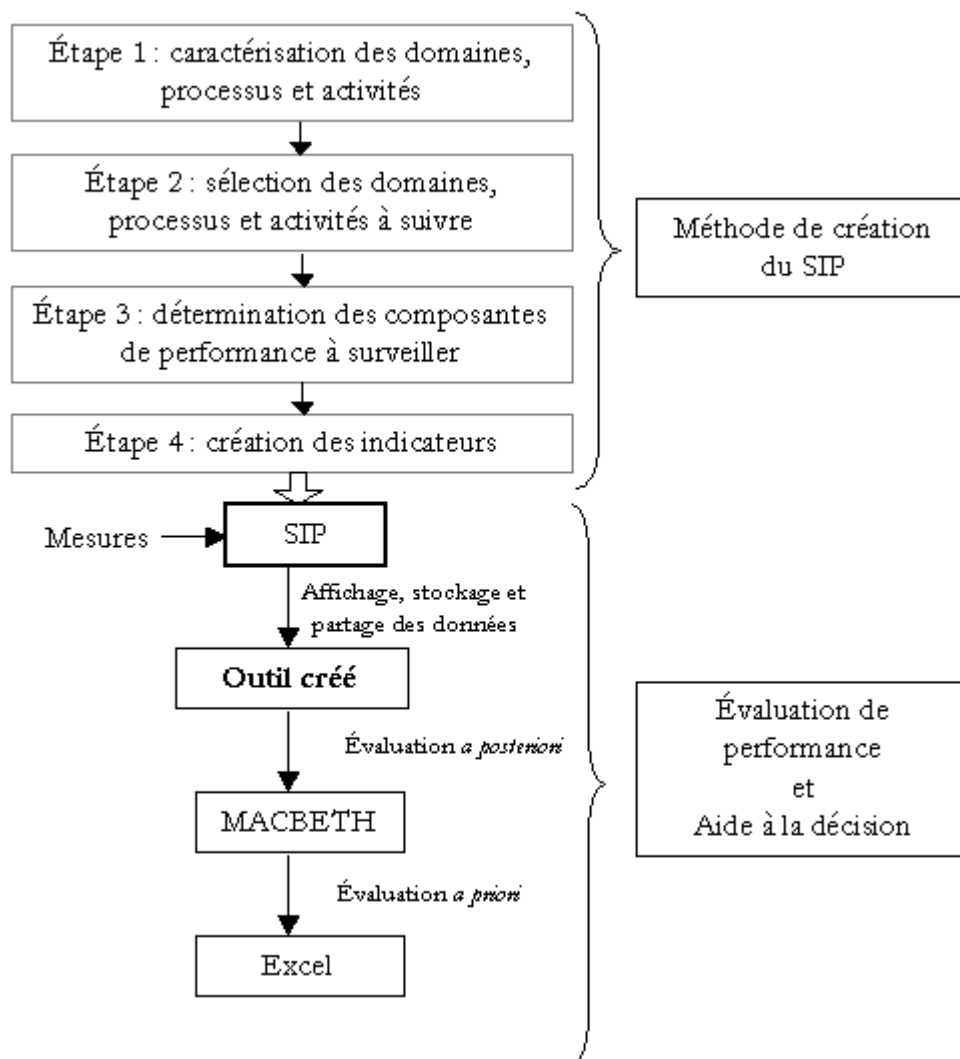 Étape 1 : caractérisation des domaines,
processus et activités
Étape 2 : sélection des domaines,
processus et activités à suivre
Méthode de création
du SIP
Étape 3 : détermination des composantes
de performance à surveiller
Étape 4 : création des indicateurs
Mesures
SIP
Affichage, stockage et
partage des données
Outil créé
Évaluation a posteriori
MACBETH
Évaluation a priori
Excel
Évaluation de
performance
et
Aide à la décision